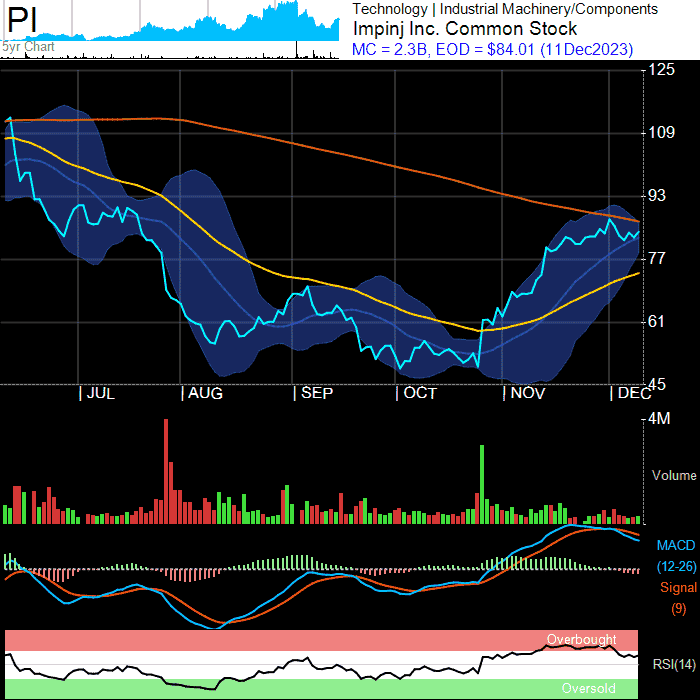 PI
5yr Chart
Technology | Industrial Machinery/Components
Impinj Inc. Common Stock
MC = 2.3B, EOD = $84.01 (11Dec2023)
125
109
93
77
61
45
| JUL | AUG | SEP | OCT | NOV | DEC
4M
Volume
MACD
(12-26)
Signal
(9)
Overbought
RSI(14)
Oversold